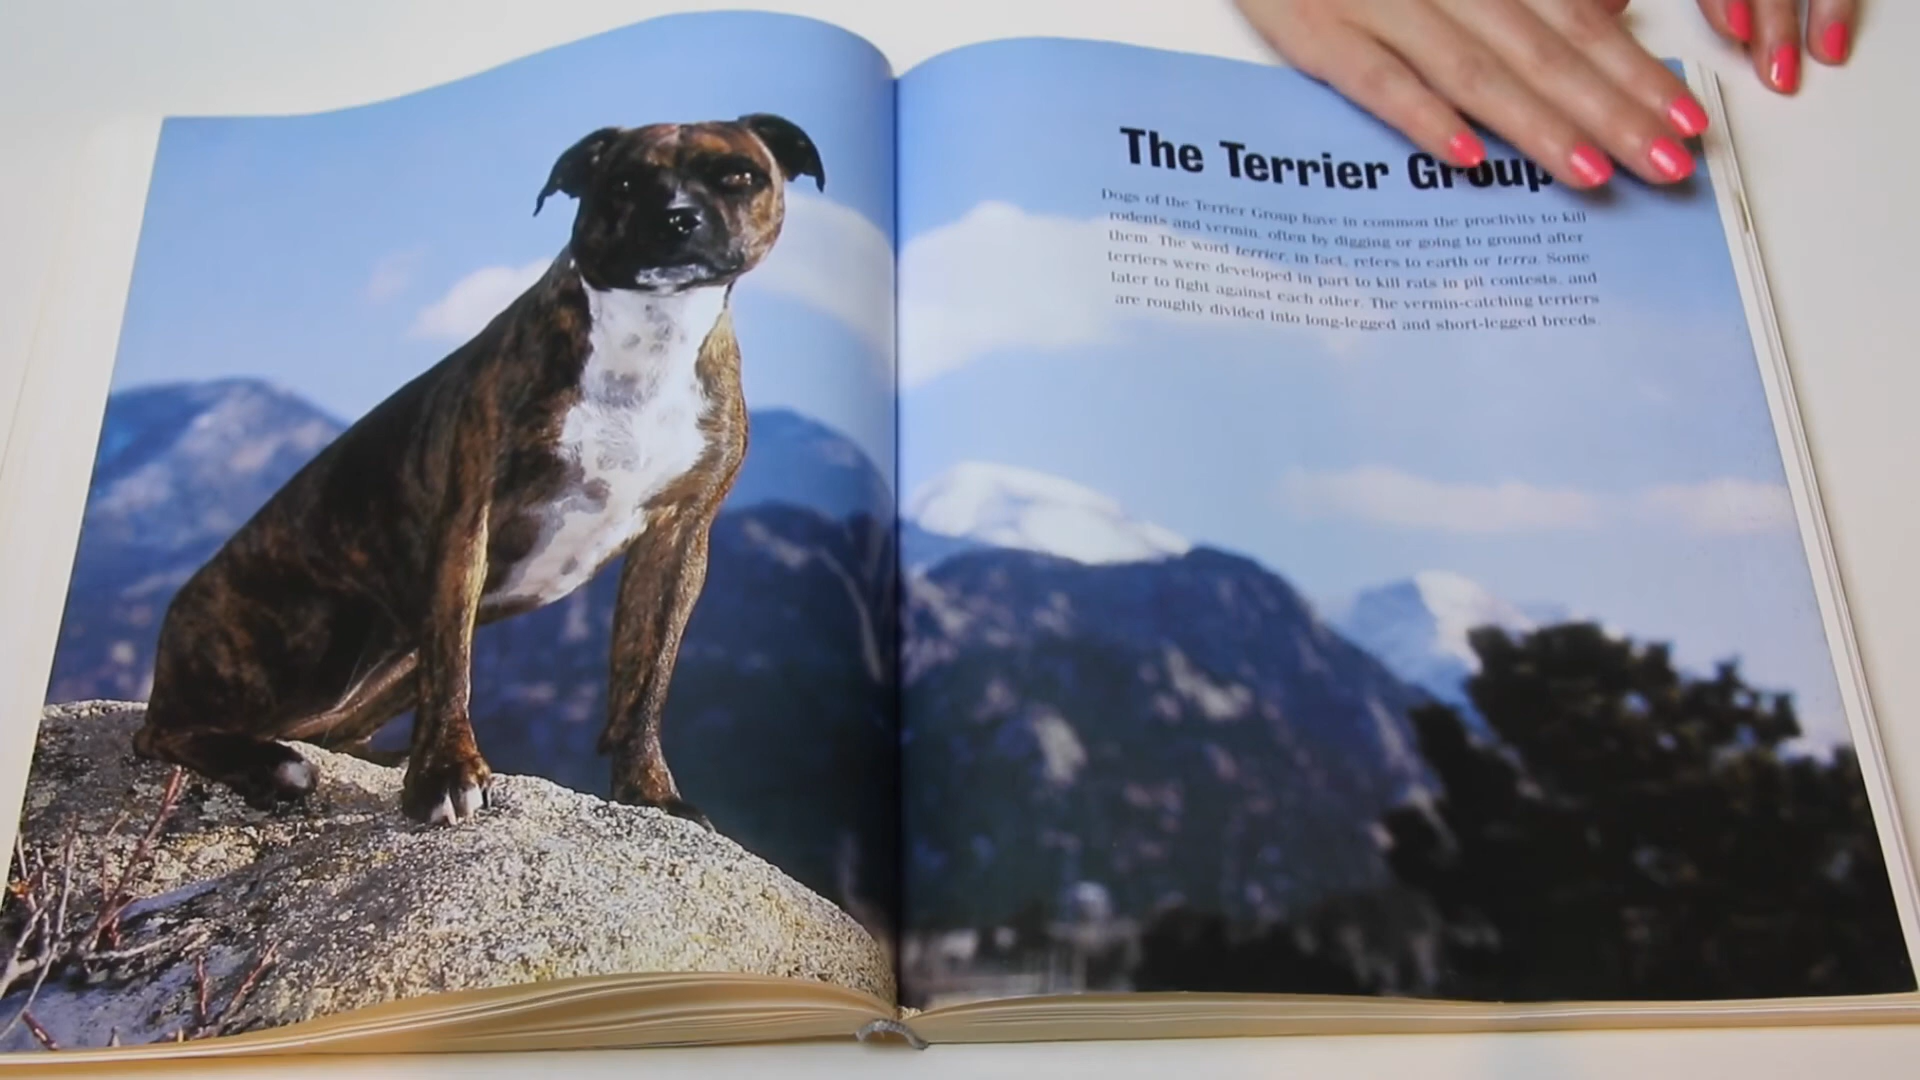 The Terrier Group
Dogs of the Terrier Group have in common the proclivity to kill
rodents and vermin, often by digging or going to ground after
them. The word terrier, in fact, refers to earth or terra. Some
terriers were developed in part to kill rats in pit contests, and
later to fight against each other. The vermin-catching terriers
are roughly divided into long-legged and short-legged breeds.